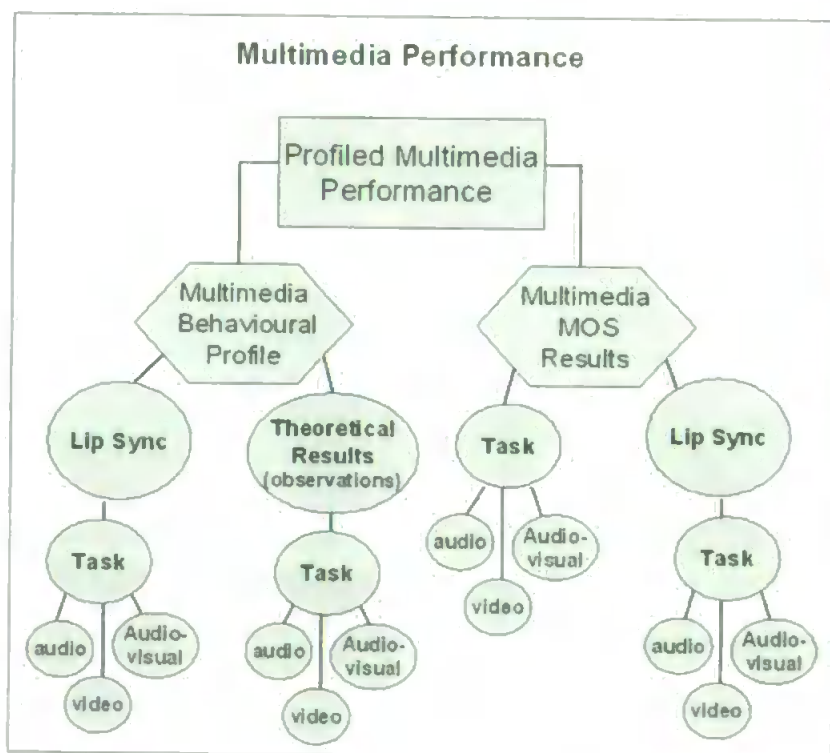 Multimedia Performance
Profiled Multimedia
Performance
Multimedia
Behavioural
Profile
Multimedia
MOS
Results
Lip Sync
Theoretical
Results
(observations)
Task
Lip Sync
Task
audio
Audio-
visual
video
Task
audio
Audio-
visual
video
audio
Audio-
visual
video
Task
audio
Audio-
visual
video